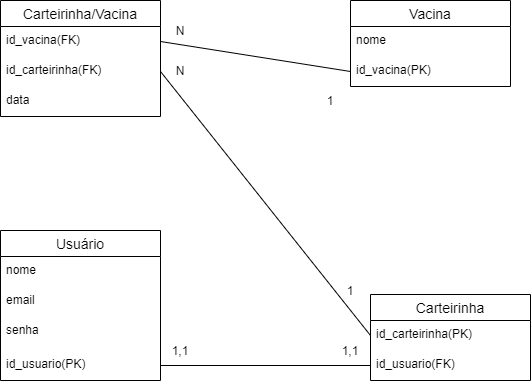 Carteirinha/Vacina
id_vacina(FK)
id_carteirinha(FK)
data
N
N
Vacina
nome
id_vacina(PK)
1
Usuário
nome
email
senha
id_usuario(PK)
1,1
1
1,1
Carteirinha
id_carteirinha(PK)
id_usuario(FK)